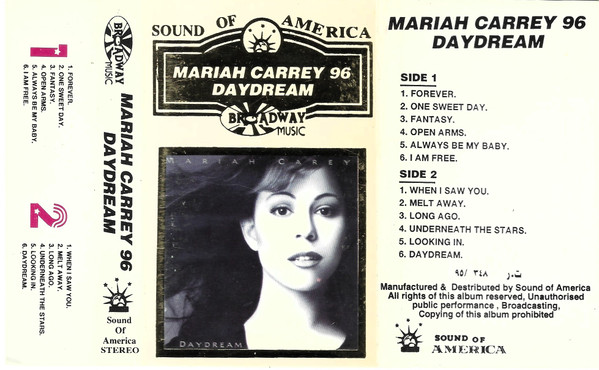 1
1. FOREVER.
2. ONE SWEET DAY.
3. FANTASY.
4. OPEN ARMS.
5. ALWAYS BE MY BABY.
6. I AM FREE.
2
1. WHEN I SAW YOU.
2. MELT AWAY.
3. LONG AGO.
4. UNDERNEATH THE STARS.
5. LOOKING IN.
6. DAYDREAM.
BROADWAY
MUSIC
MARIAH CARREY 96
DAYDREAM
Sound
Of
America
STEREO
SOUND OF AMERICA
MARIAH CARREY 96
DAYDREAM
BROADWAY
MUSIC
MARIAH CAREY
DAYDREAM
MARIAH CARREY 96
DAYDREAM
SIDE 1
1. FOREVER.
2. ONE SWEET DAY.
3. FANTASY.
4. OPEN ARMS.
5. ALWAYS BE MY BABY.
6. I AM FREE.
SIDE 2
1. WHEN I SAW YOU.
2. MELT AWAY.
3. LONG AGO.
4. UNDERNEATH THE STARS.
5. LOOKING IN.
6. DAYDREAM.
٩٥/ ٣٤٨
Manufactured & Destributed by Sound of America
All rights of this album reserved, Unauthorised
public performance , Broadcasting,
Copying of this album prohibited
SOUND OF
AMERICA